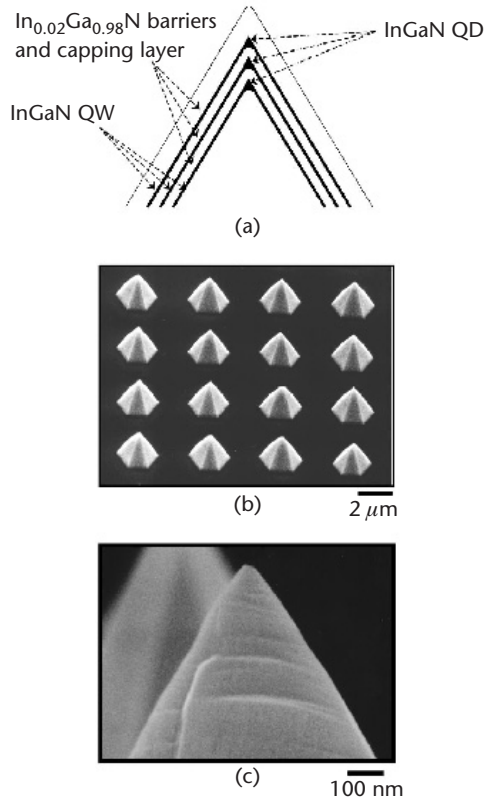 In0.02Ga0.98N barriers
and capping layer
InGaN QD
InGaN QW
(a)
(b)
2 μm
(c)
100 nm